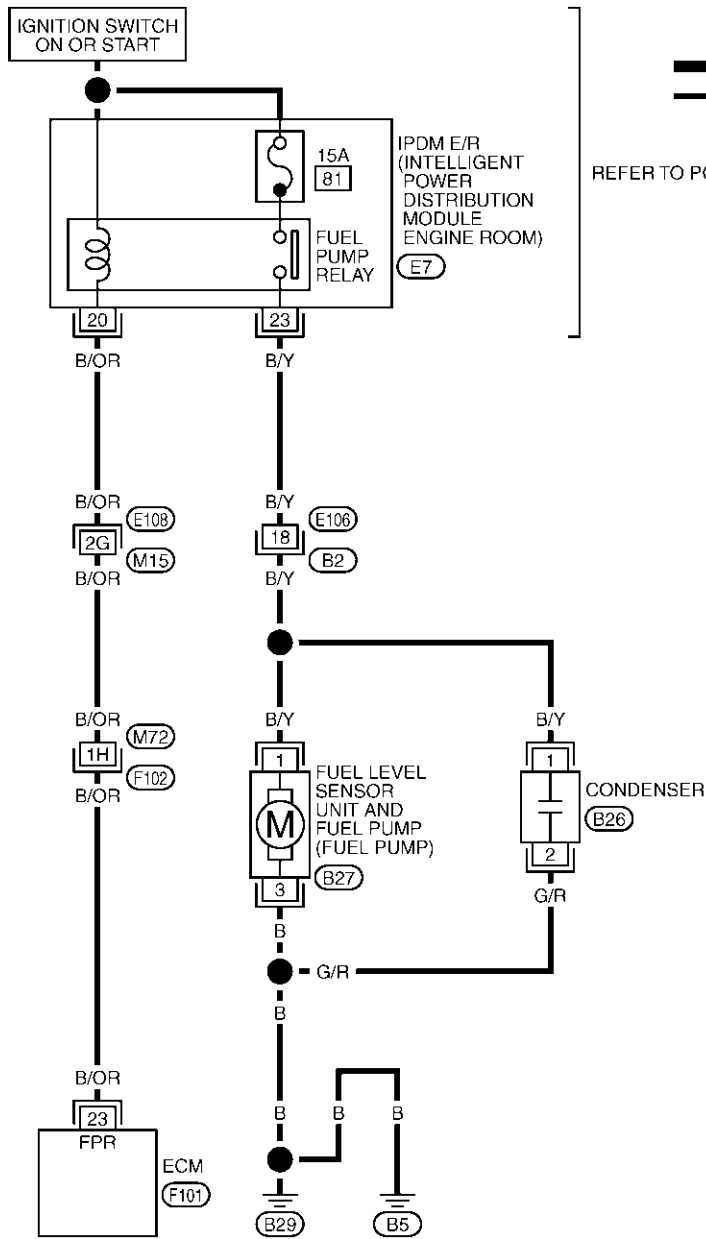 IGNITION SWITCH
ON OR START
15A
81
IPDM E/R
(INTELLIGENT
POWER
DISTRIBUTION
MODULE
ENGINE ROOM)
E7
REFER TO PO
FUEL
PUMP
RELAY
20
23
B/OR
B/Y
B/OR
B/Y
2G
E108
M15
18
E106
B2
B/OR
B/Y
B/OR
B/Y
B/Y
1H
M72
F102
B/OR
1
FUEL LEVEL
SENSOR
UNIT AND
FUEL PUMP
(FUEL PUMP)
M
B27
3
1
CONDENSER
B26
2
B
G/R
G/R
B
B/OR
B
B
B
23
FPR
ECM
F101
B29
B5